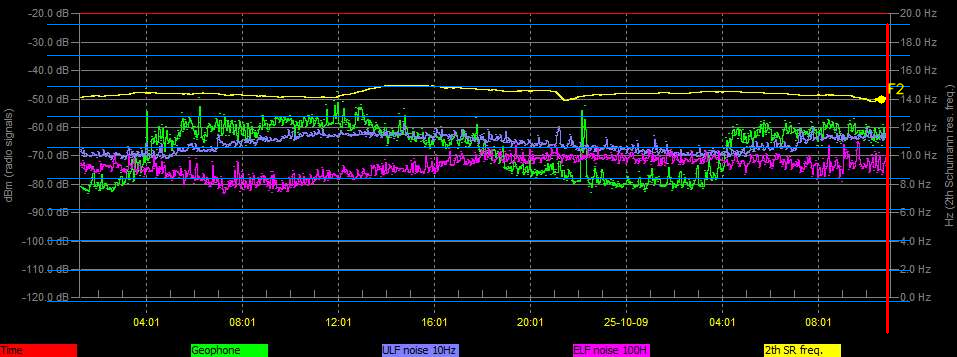 -20.0 dB 20.0 Hz
-30.0 dB 18.0 Hz
-40.0 dB 16.0 Hz
F2
-50.0 dB 14.0 Hz
-60.0 dB 12.0 Hz
-70.0 dB 10.0 Hz
-80.0 dB 8.0 Hz
-90.0 dB 6.0 Hz
-100.0 dB 4.0 Hz
-110.0 dB 2.0 Hz
-120.0 dB 0.0 Hz
dBm (radio signals)
Hz (2th Schumann res. freq.)
04:01 08:01 12:01 16:01 20:01 25-10-09 04:01 08:01
Time Geophone ULF noise 10Hz ELF noise 100H 2th SR freq.